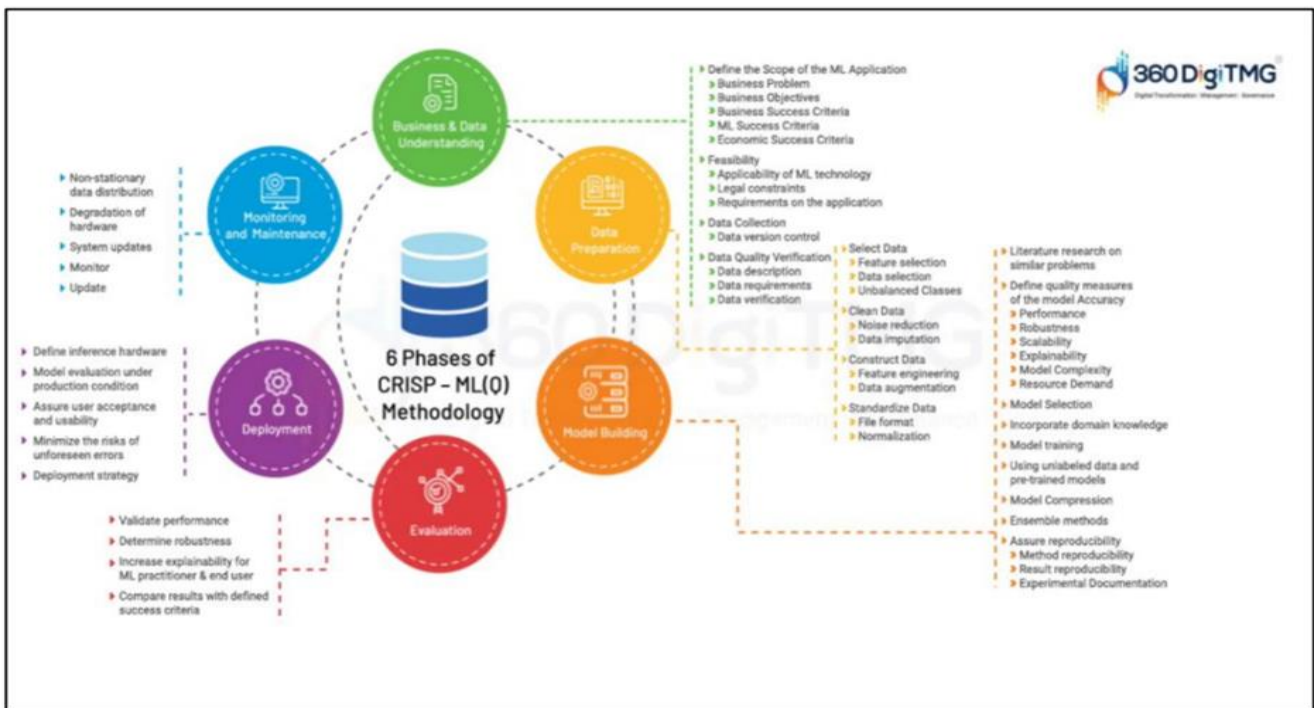 360 DigiTMG
Digital Transformation | Management | Governance
6 Phases of
CRISP - ML(Q)
Methodology
Business & Data
Understanding
Define the Scope of the ML Application
Business Problem
Business Objectives
Business Success Criteria
ML Success Criteria
Economic Success Criteria
Feasibility
Applicability of ML technology
Legal constraints
Requirements on the application
Data Collection
Data version control
Data Quality Verification
Data description
Data requirements
Data verification
Data
Preparation
Select Data
Feature selection
Data selection
Unbalanced Classes
Clean Data
Noise reduction
Data imputation
Construct Data
Feature engineering
Data augmentation
Standardize Data
File format
Normalization
Model Building
Literature research on
similar problems
Define quality measures
of the model Accuracy
Performance
Robustness
Scalability
Explainability
Model Complexity
Resource Demand
Model Selection
Incorporate domain knowledge
Model training
Using unlabeled data and
pre-trained models
Model Compression
Ensemble methods
Assure reproducibility
Method reproducibility
Result reproducibility
Experimental Documentation
Evaluation
Validate performance
Determine robustness
Increase explainability for
ML practitioner & end user
Compare results with defined
success criteria
Deployment
Define inference hardware
Model evaluation under
production condition
Assure user acceptance
and usability
Minimize the risks of
unforeseen errors
Deployment strategy
Monitoring
and Maintenance
Non-stationary
data distribution
Degradation of
hardware
System updates
Monitor
Update